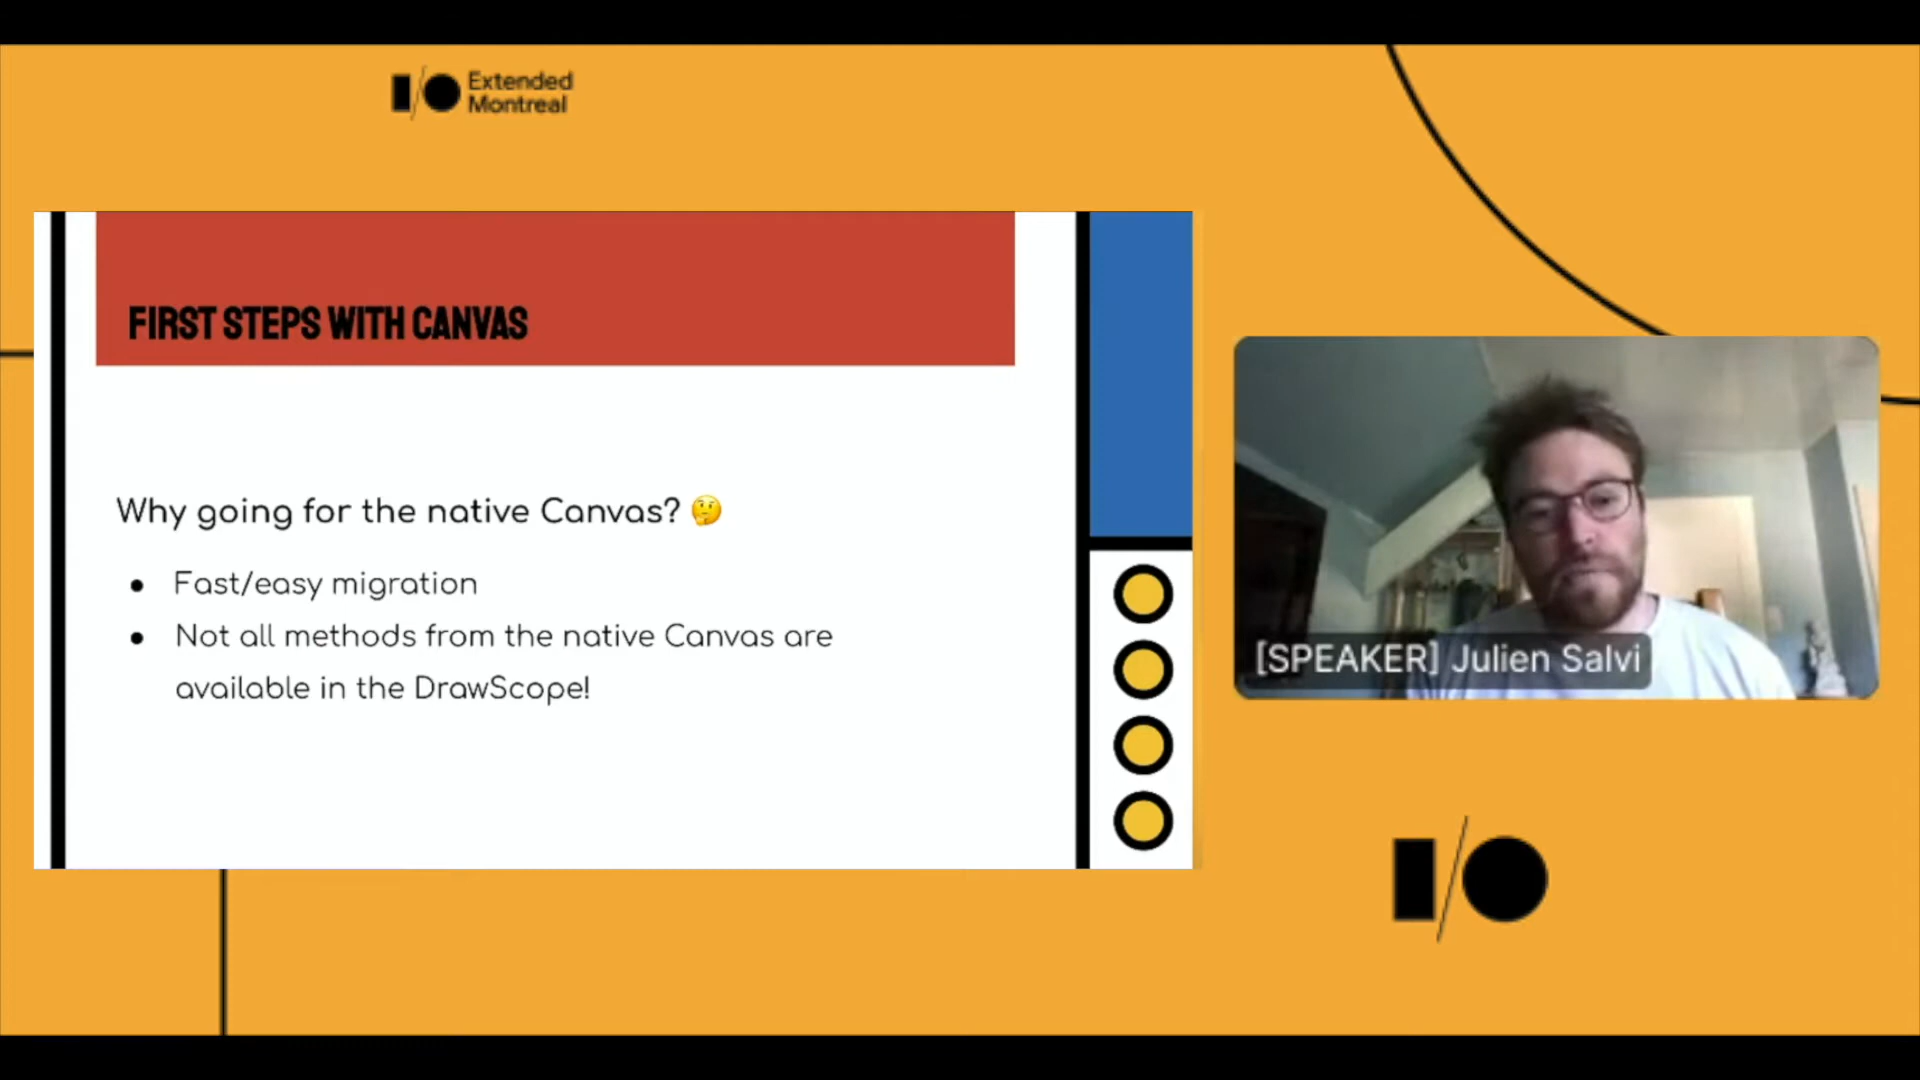 Extended
Montreal
FIRST STEPS WITH CANVAS
Why going for the native Canvas? 🤔
● Fast/easy migration
● Not all methods from the native Canvas are
available in the DrawScope!
[SPEAKER] Julien Salvi